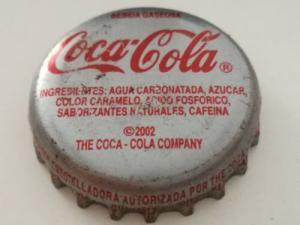 BEBIDA GASEOSA
Coca-Cola®
INGREDIENTES: AGUA CARBONATADA, AZUCAR,
COLOR CARAMELO, ACIDO FOSFORICO,
SABORIZANTES NATURALES, CAFEINA
©2002
THE COCA - COLA COMPANY
AUTORIZADA POR THE